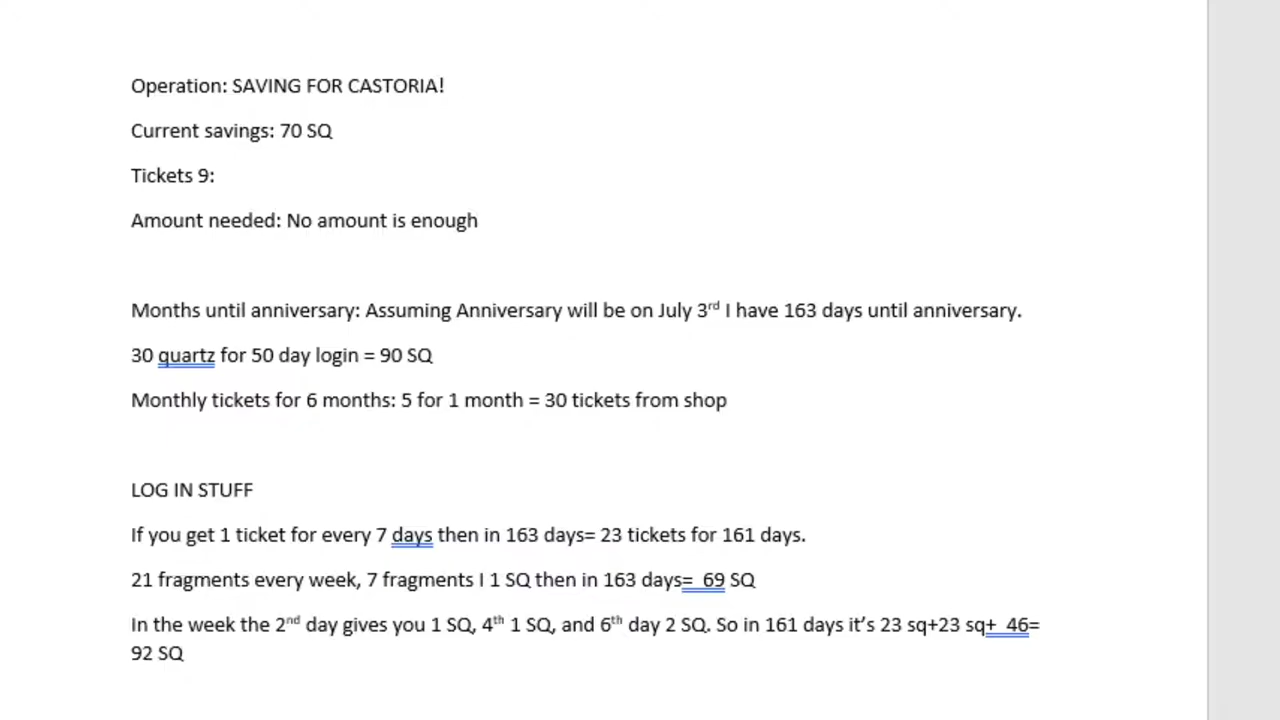 Operation: SAVING FOR CASTORIA!
Current savings: 70 SQ
Tickets 9:
Amount needed: No amount is enough
Months until anniversary: Assuming Anniversary will be on July 3rd I have 163 days until anniversary.
30 quartz for 50 day login = 90 SQ
Monthly tickets for 6 months: 5 for 1 month = 30 tickets from shop
LOG IN STUFF
If you get 1 ticket for every 7 days then in 163 days= 23 tickets for 161 days.
21 fragments every week, 7 fragments I 1 SQ then in 163 days=  69 SQ
In the week the 2nd day gives you 1 SQ, 4th 1 SQ, and 6th day 2 SQ. So in 161 days it's 23 sq+23 sq+  46=
92 SQ